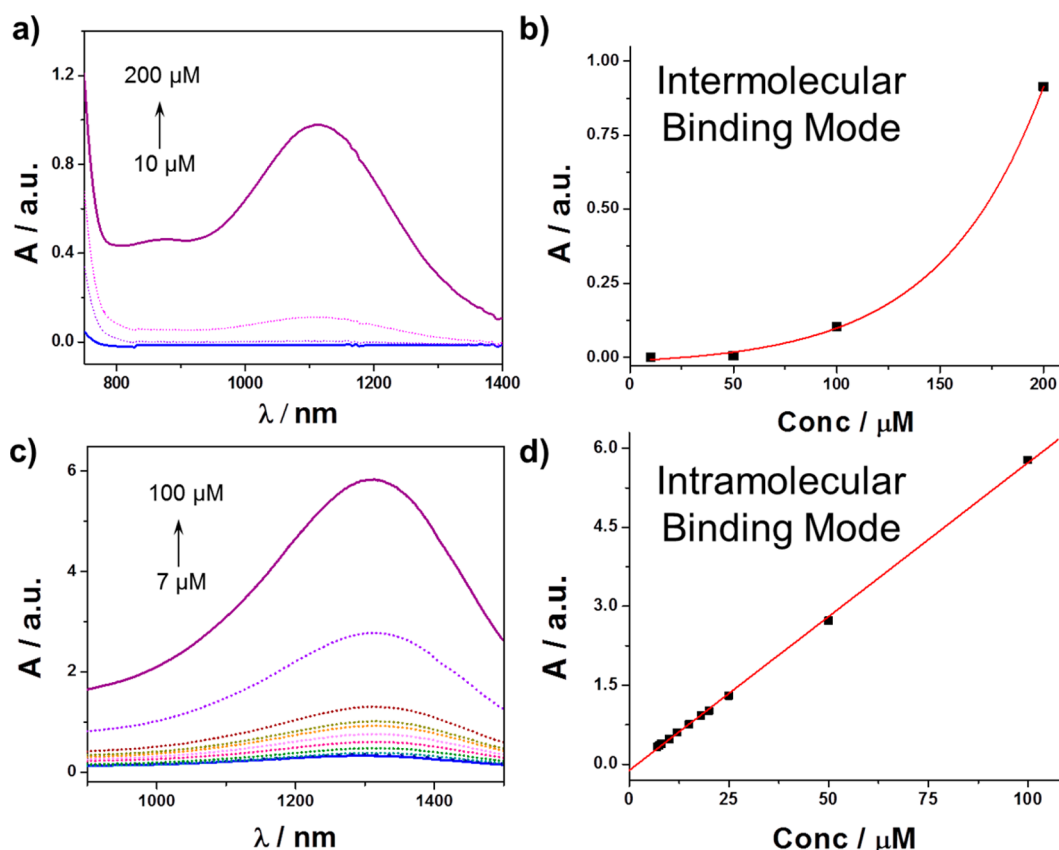 a)
1.2
0.8
0.4
0.0
A / a.u.
200 μM
10 μM
800
1000
1200
1400
λ / nm
b)
1.00
0.75
0.50
0.25
0.00
A / a.u.
Intermolecular
Binding Mode
0
50
100
150
200
Conc / μM
c)
6
4
2
0
A / a.u.
100 μM
7 μM
1000
1200
1400
λ / nm
d)
6.0
4.5
3.0
1.5
0.0
A / a.u.
Intramolecular
Binding Mode
0
25
50
75
100
Conc / μM